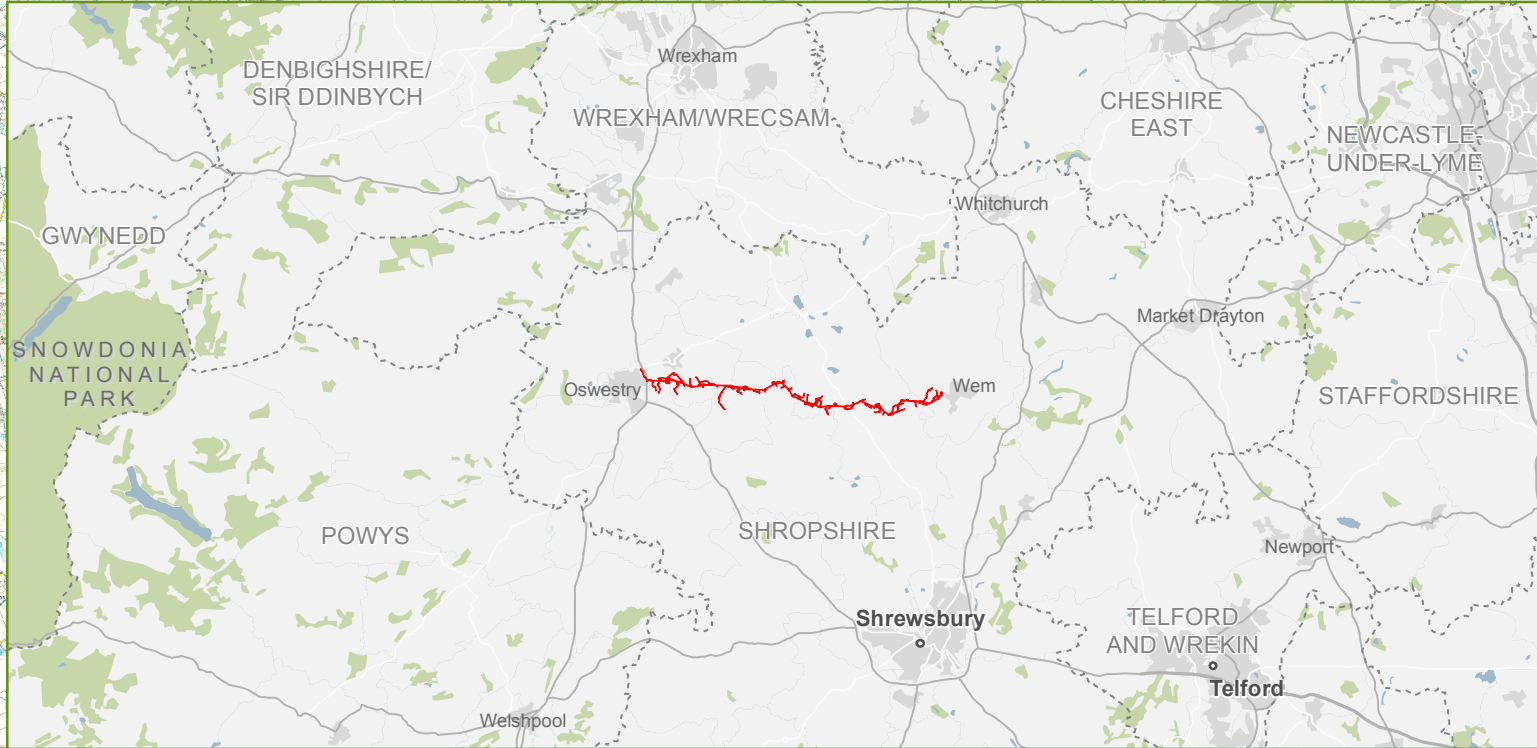 Wrexham
DENBIGHSHIRE/
SIR DDINBYCH
WREXHAM/WRECSAM
CHESHIRE
EAST
NEWCASTLE-
UNDER-LYME
Whitchurch
GWYNEDD
Market Drayton
SNOWDONIA
NATIONAL
PARK
Oswestry
Wem
STAFFORDSHIRE
POWYS
SHROPSHIRE
Newport
Shrewsbury
TELFORD
AND WREKIN
Telford
Welshpool